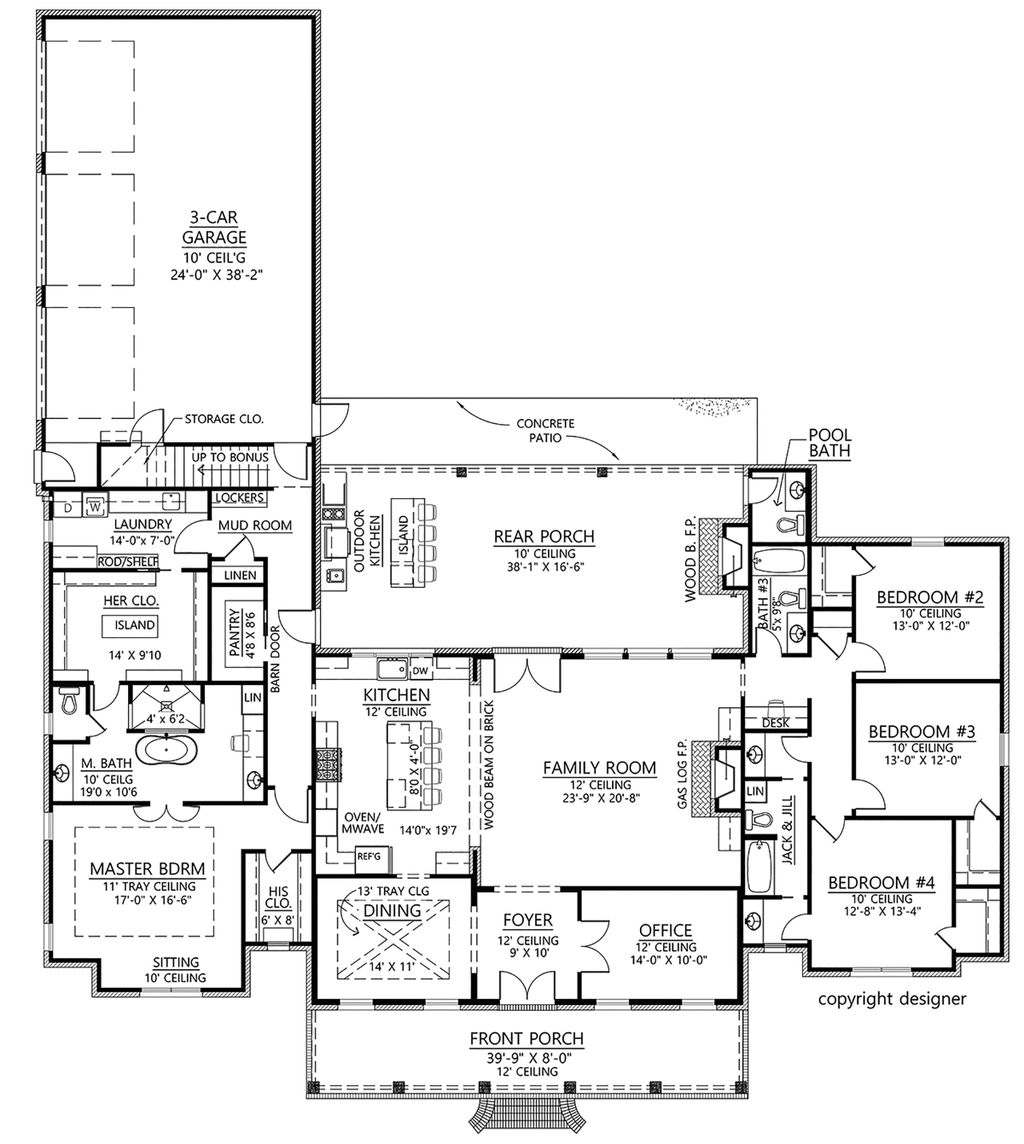 3-CAR
GARAGE
10' CEIL'G
24'-0" X 38'-2"
STORAGE CLO.
UP TO BONUS
CONCRETE
PATIO
POOL
BATH
D
W
LAUNDRY
14'-0"x 7'-0"
ROD/SHELF
LOCKERS
MUD ROOM
LINEN
HER CLO.
ISLAND
14' X 9'10
PANTRY
4'8 X 8'6
BARN DOOR
OUTDOOR
KITCHEN
ISLAND
REAR PORCH
10' CEILING
38'-1" X 16'-6"
WOOD B. F.P.
BATH #3
5'x 9'8"
BEDROOM #2
10' CEILING
13'-0" X 12'-0"
4' x 6'2
LIN
M. BATH
10' CEILG
19'0 x 10'6
KITCHEN
12' CEILING
DW
8'0 X 4'-0"
OVEN/
MWAVE
14'0"x 19'7
REF'G
WOOD BEAM ON BRICK
FAMILY ROOM
12' CEILING
23'-9" X 20'-8"
GAS LOG F.P.
DESK
LIN
JACK & JILL
BEDROOM #3
10' CEILING
13'-0" X 12'-0"
MASTER BDRM
11' TRAY CEILING
17'-0" X 16'-6"
SITTING
10' CEILING
HIS
CLO.
6' X 8'
13' TRAY CLG
DINING
14' X 11'
FOYER
12' CEILING
9' X 10'
OFFICE
12' CEILING
14'-0" X 10'-0"
BEDROOM #4
10' CEILING
12'-8" X 13'-4"
copyright designer
FRONT PORCH
39'-9" X 8'-0"
12' CEILING